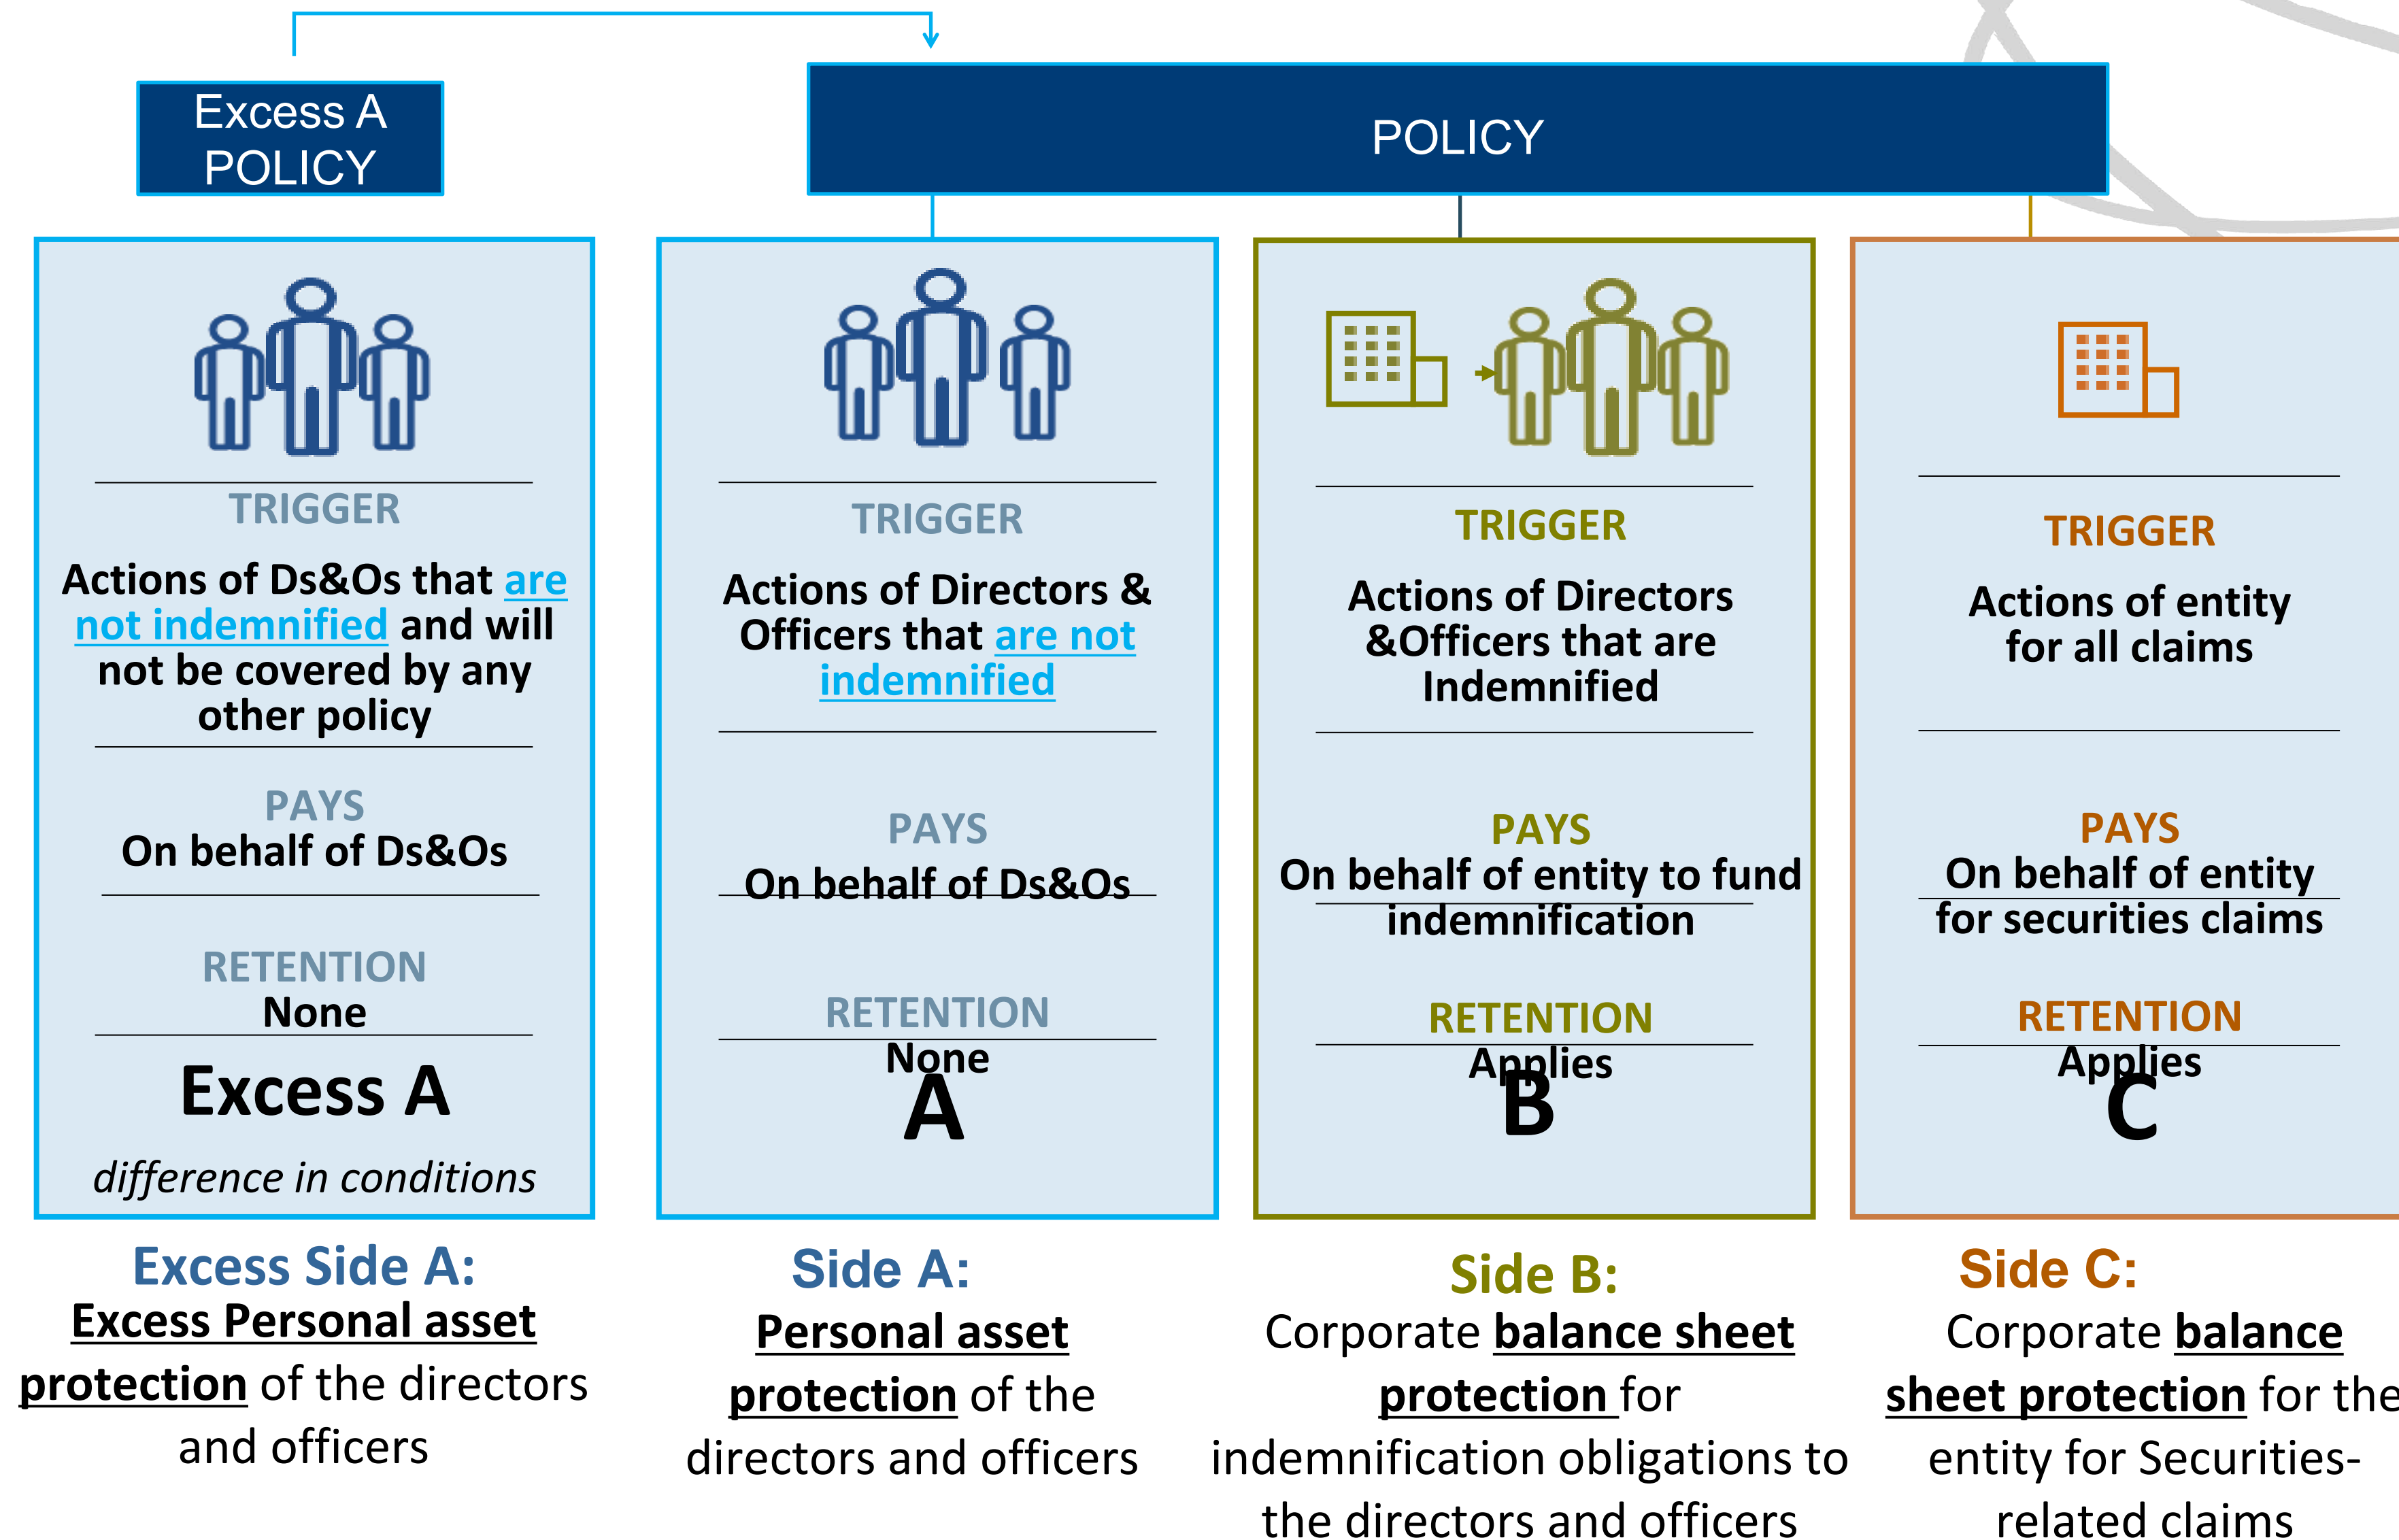 Excess A
POLICY
POLICY
TRIGGER
Actions of Ds&Os that are
not indemnified and will
not be covered by any
other policy
PAYS
On behalf of Ds&Os
RETENTION
None
Excess A
difference in conditions
TRIGGER
Actions of Directors &
Officers that are not
indemnified
PAYS
On behalf of Ds&Os
RETENTION
None
A
TRIGGER
Actions of Directors
&Officers that are
Indemnified
PAYS
On behalf of entity to fund
indemnification
RETENTION
Applies
B
TRIGGER
Actions of entity
for all claims
PAYS
On behalf of entity
for securities claims
RETENTION
Applies
C
Excess Side A:
Excess Personal asset
protection of the directors
and officers
Side A:
Personal asset
protection of the
directors and officers
Side B:
Corporate balance sheet
protection for
indemnification obligations to
the directors and officers
Side C:
Corporate balance
sheet protection for the
entity for Securities-
related claims